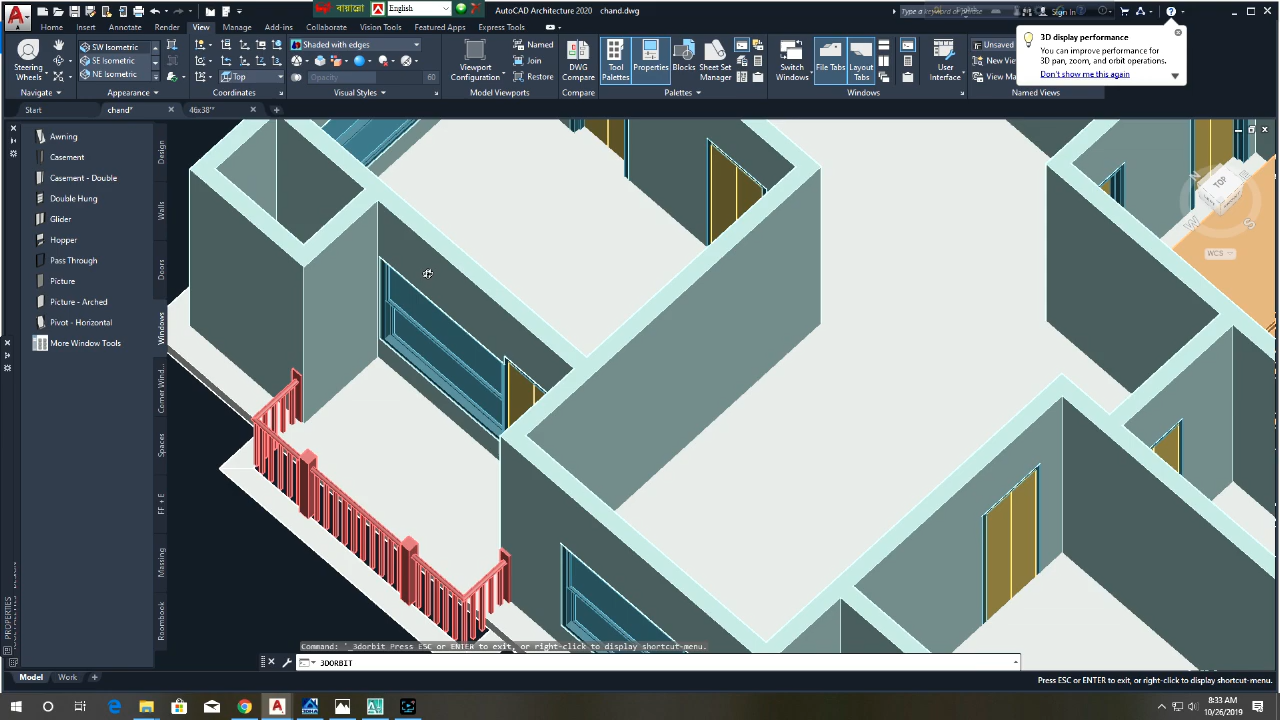 বায়ান্নো
English
Autodesk AutoCAD Architecture 2020
chand.dwg
Type a keyword or phrase
Sign In
Home
Insert
Annotate
Render
View
Manage
Collaborate
Vision Tools
Add-ins
Featured Apps
Express Tools
Steering
Wheels
SW Isometric
SE Isometric
NE Isometric
Top
Shaded with edges
Opacity
60
Viewport
Configuration
Named
Join
Restore
DWG
Compare
Tool
Palettes
Properties
Blocks
Sheet Set
Manager
Switch
Windows
File Tabs
Layout
Tabs
User
Interface
Unsaved
New View
View Ma
Navigate
Appearance
Coordinates
Visual Styles
Model Viewports
Compare
Palettes
Windows
Named Views
3D display performance
You can improve performance for
3D pan, zoom, and orbit operations.
Don't show me this again
Start
chand*
46x38'*
Awning
Casement
Casement - Double
Double Hung
Glider
Hopper
Pass Through
Picture
Picture - Arched
Pivot - Horizontal
More Window Tools
Design
Walls
Doors
Windows
Corner Wind...
Spaces
FF + E
Massing
Roombook
PROPERTIES
TOP
N
W
S
WCS
Command: '_3dorbit Press ESC or ENTER to exit, or right-click to display shortcut-menu.
3DORBIT
Model
Work
Press ESC or ENTER to exit, or right-click to display shortcut-menu.
8:33 AM
10/26/2019